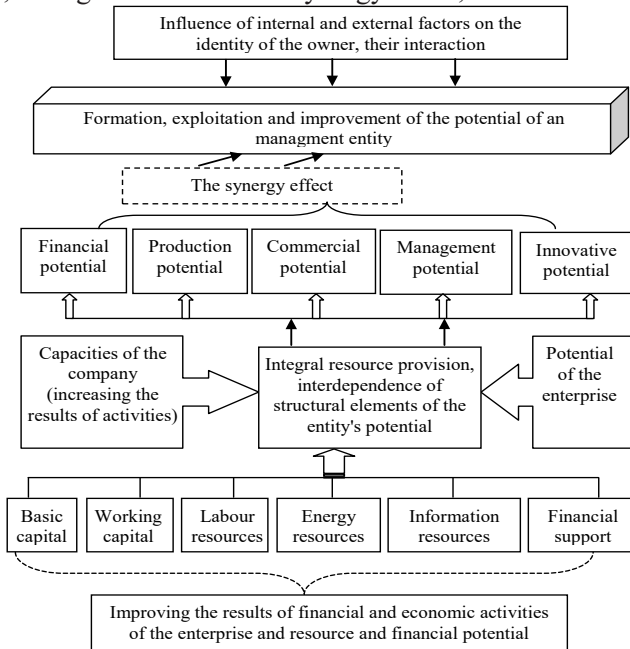 Influence of internal and external factors on the
identity of the owner, their interaction
Formation, exploitation and improvement of the potential of an
managment entity
The synergy effect
Financial
potential
Production
potential
Commercial
potential
Management
potential
Innovative
potential
Capacities of the
company
(increasing the
results of activities)
Integral resource provision,
interdependence of
structural elements of the
entity's potential
Potential
of the
enterprise
Basic
capital
Working
capital
Labour
resources
Energy
resources
Information
resources
Financial
support
Improving the results of financial and economic activities
of the enterprise and resource and financial potential